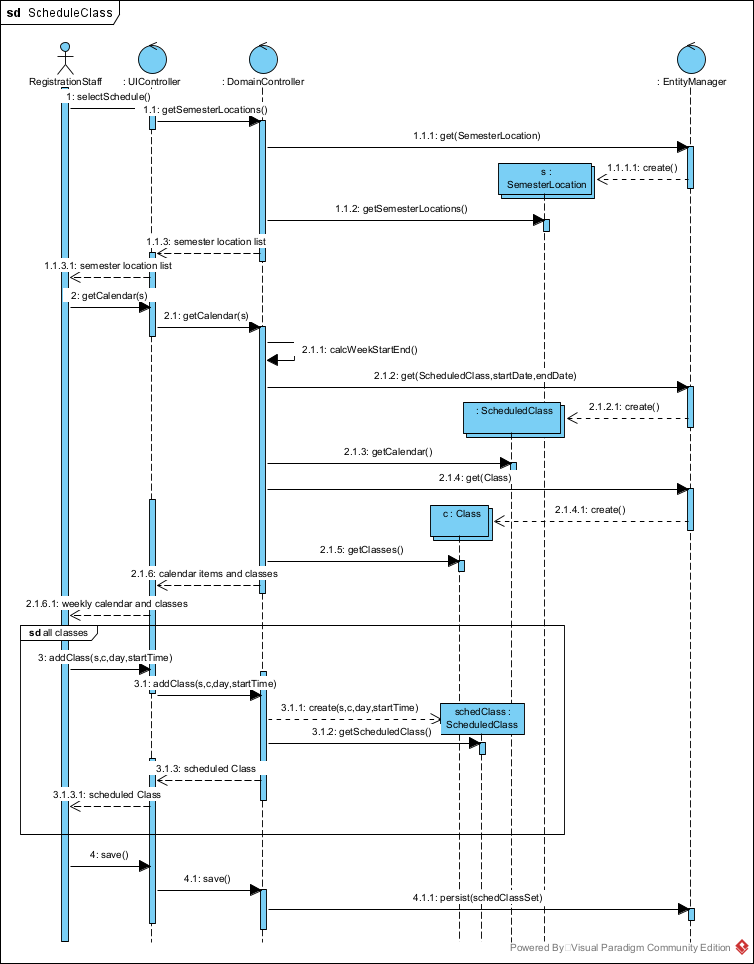 sd ScheduleClass
RegistrationStaff
: UIController
: DomainController
: EntityManager
1: selectSchedule()
1.1: getSemesterLocations()
1.1.1: get(SemesterLocation)
s :
SemesterLocation
1.1.1.1: create()
1.1.2: getSemesterLocations()
1.1.3: semester location list
1.1.3.1: semester location list
2: getCalendar(s)
2.1: getCalendar(s)
2.1.1: calcWeekStartEnd()
2.1.2: get(ScheduledClass,startDate,endDate)
: ScheduledClass
2.1.2.1: create()
2.1.3: getCalendar()
2.1.4: get(Class)
c : Class
2.1.4.1: create()
2.1.5: getClasses()
2.1.6: calendar items and classes
2.1.6.1: weekly calendar and classes
sd all classes
3: addClass(s,c,day,startTime)
3.1: addClass(s,c,day,startTime)
3.1.1: create(s,c,day,startTime)
schedClass :
ScheduledClass
3.1.2: getScheduledClass()
3.1.3: scheduled Class
3.1.3.1: scheduled Class
4: save()
4.1: save()
4.1.1: persist(schedClassSet)
Powered By Visual Paradigm Community Edition